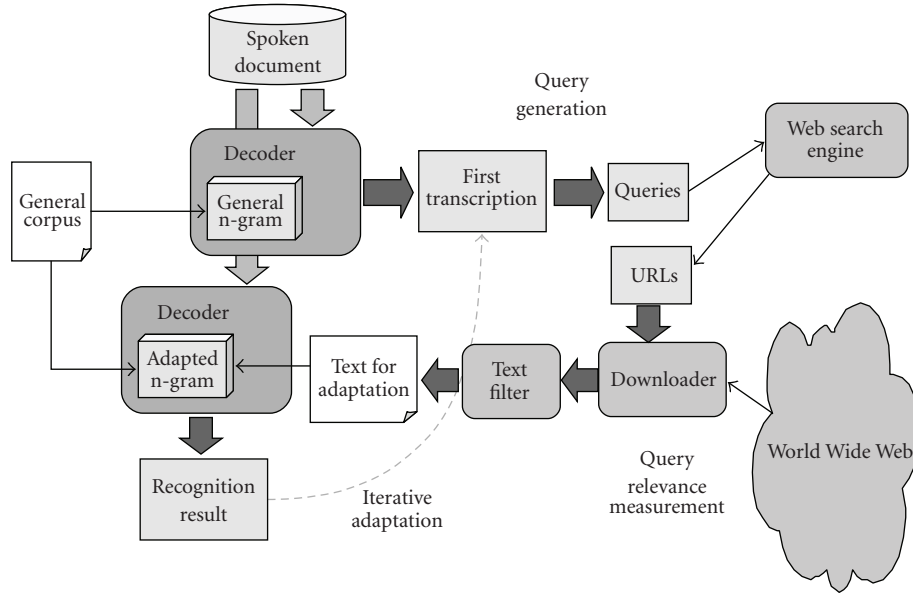 Spoken
document
Query
generation
Decoder
General
n-gram
First
transcription
Queries
Web search
engine
General
corpus
URLs
Decoder
Adapted
n-gram
Text for
adaptation
Text
filter
Downloader
World Wide Web
Recognition
result
Iterative
adaptation
Query
relevance
measurement